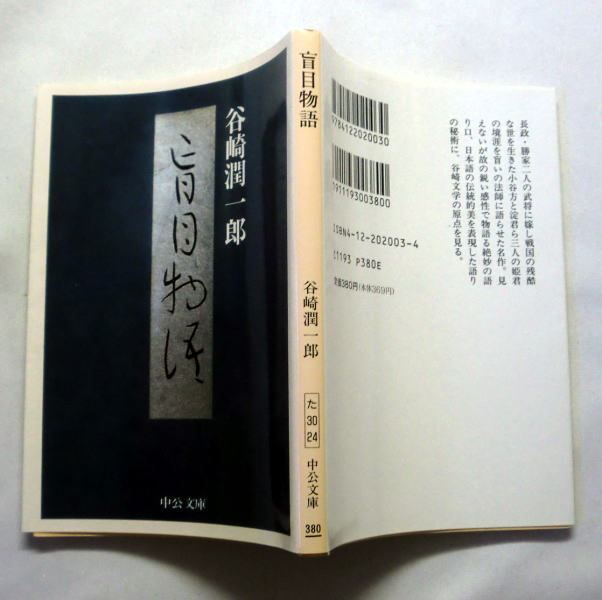 谷崎潤一郎
盲目物語
中公文庫
盲目物語
谷崎潤一郎
た
30
24
中公文庫
380
9784122020030
1911193003800
ISBN4-12-202003-4
C1193 P380E
定価380円(本体369円)
長政・勝家二人の武将に嫁し戦国の残酷
な世を生きた小谷方と淀君ら三人の姫君
の境涯を盲いの法師に語らせた名作。見
えないが故の鋭い感性で物語る絶妙の語
り口、日本語の伝統的美を表現した語り
の秘術に、谷崎文学の原点を見る。